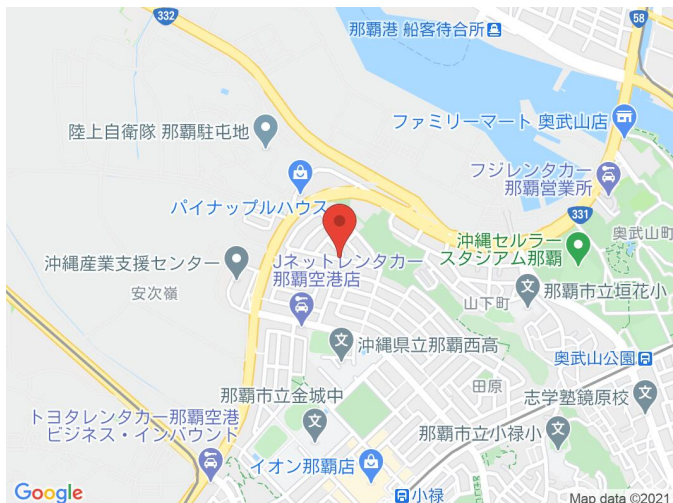 332
那覇港 船客待合所
58
陸上自衛隊 那覇駐屯地
ファミリーマート 奥武山店
フジレンタカー
那覇営業所
パイナップルハウス
331
奥武山町
沖縄セルラー
スタジアム那覇
沖縄産業支援センター
Jネットレンタカー
那覇空港店
安次嶺
山下町
那覇市立垣花小
沖縄県立那覇西高
奥武山公園
田原
志学塾鏡原校
那覇市立金城中
トヨタレンタカー那覇空港
ビジネス・インバウンド
那覇市立小禄小
イオン那覇店
小禄
Google
Map data ©2021